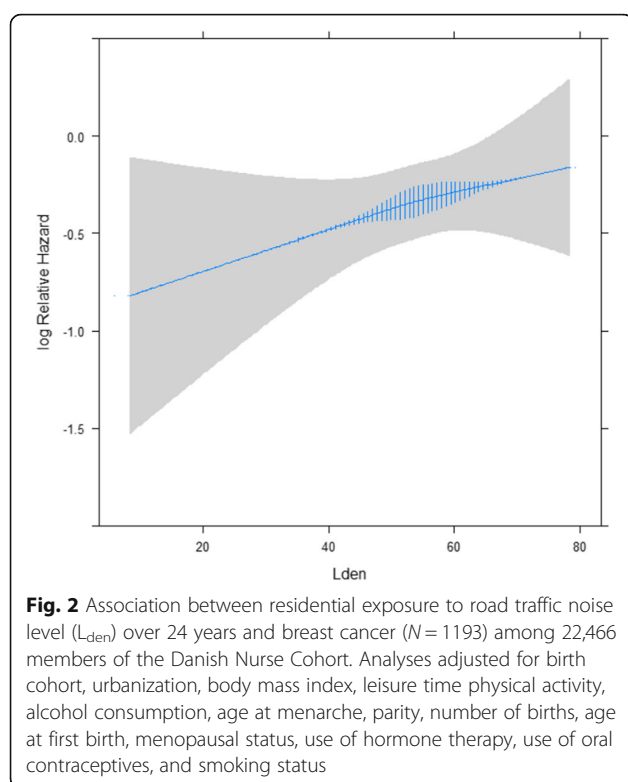 0.0
-0.5
-1.0
-1.5
log Relative Hazard
20 40 60 80
Lden
Fig. 2 Association between residential exposure to road traffic noise
level (Lden) over 24 years and breast cancer (N = 1193) among 22,466
members of the Danish Nurse Cohort. Analyses adjusted for birth
cohort, urbanization, body mass index, leisure time physical activity,
alcohol consumption, age at menarche, parity, number of births, age
at first birth, menopausal status, use of hormone therapy, use of oral
contraceptives, and smoking status